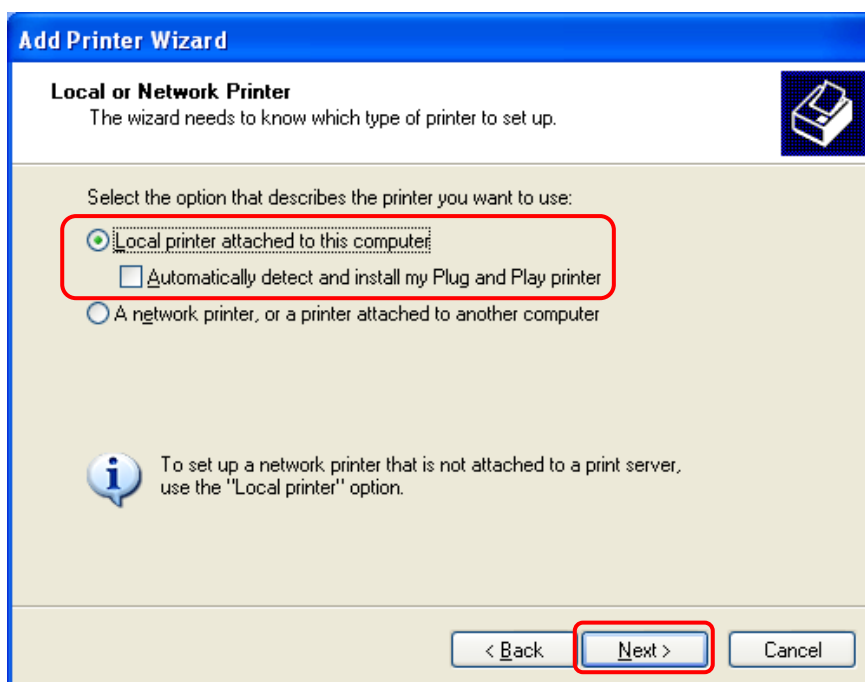 Add Printer Wizard
Local or Network Printer
The wizard needs to know which type of printer to set up.
Select the option that describes the printer you want to use:
Local printer attached to this computer
Automatically detect and install my Plug and Play printer
A network printer, or a printer attached to another computer
To set up a network printer that is not attached to a print server,
use the "Local printer" option.
< Back
Next >
Cancel